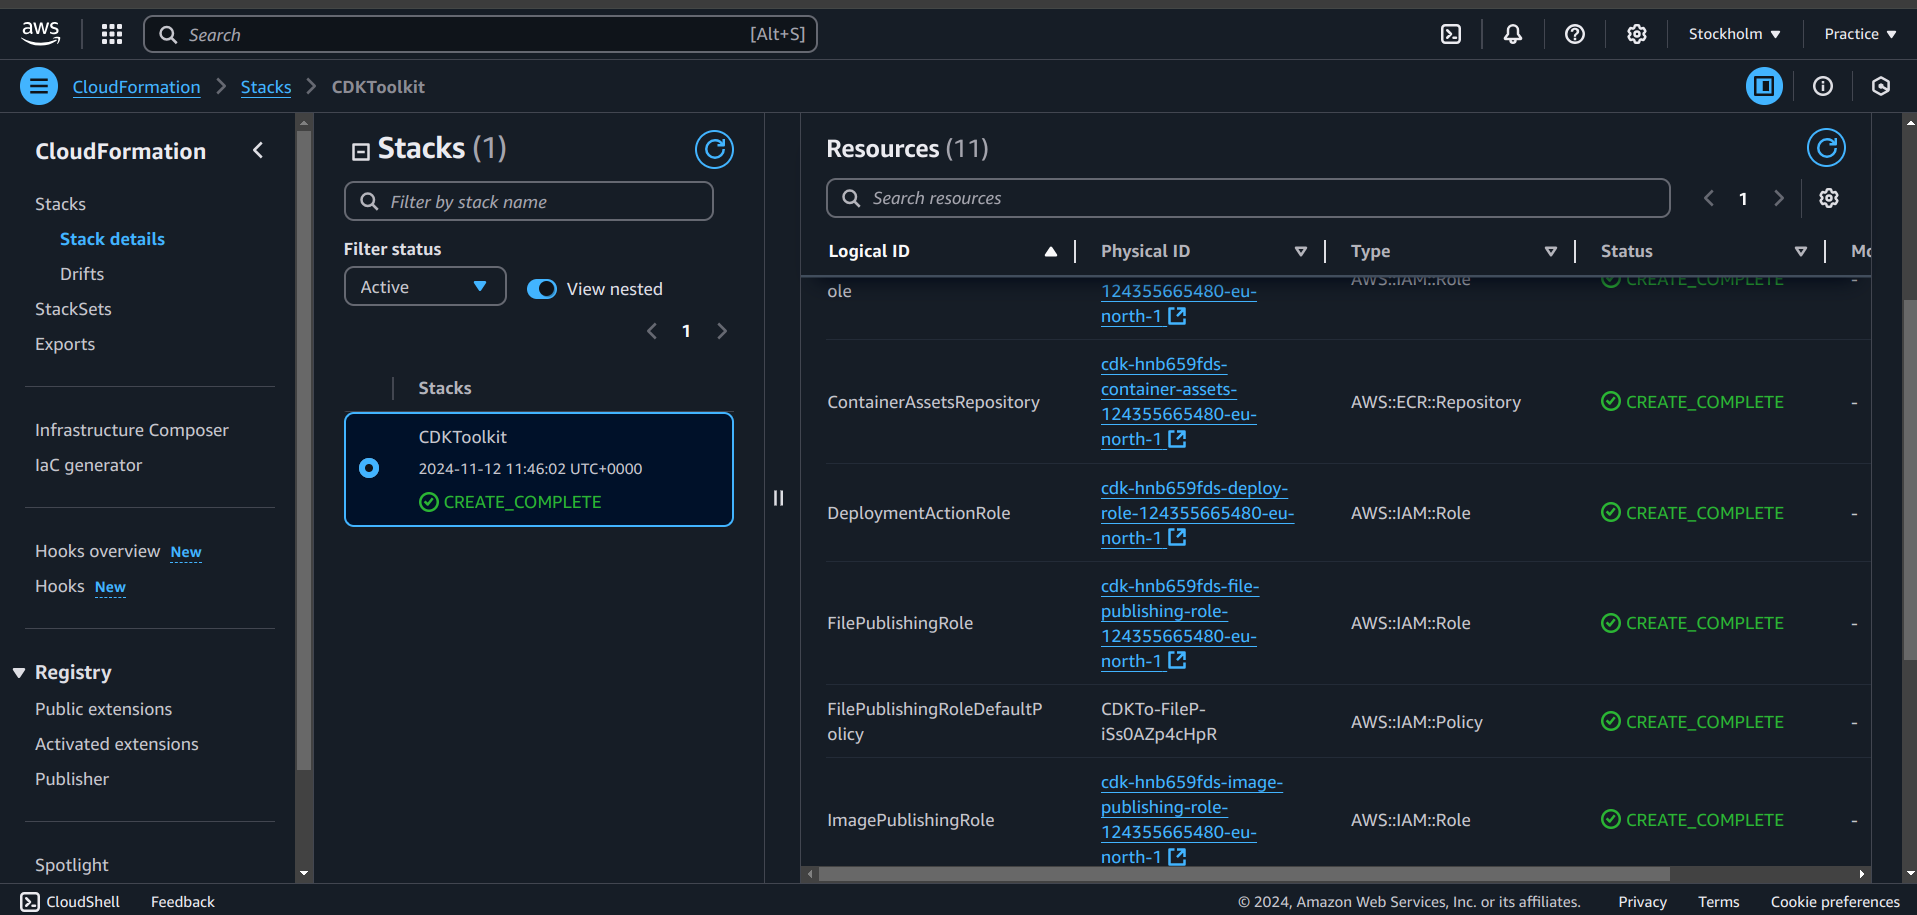 aws
Search
[Alt+S]
Stockholm
Practice
CloudFormation
Stacks
CDKToolkit
CloudFormation
Stacks
Stack details
Drifts
StackSets
Exports
Infrastructure Composer
IaC generator
Hooks overview New
Hooks New
Registry
Public extensions
Activated extensions
Publisher
Spotlight
Stacks (1)
Filter by stack name
Filter status
Active
View nested
1
Stacks
CDKToolkit
2024-11-12 11:46:02 UTC+0000
CREATE_COMPLETE
Resources (11)
Search resources
1
Logical ID
Physical ID
Type
Status
Mo
ole
124355665480-eu-
north-1
AWS::IAM::Role
CREATE_COMPLETE
-
ContainerAssetsRepository
cdk-hnb659fds-
container-assets-
124355665480-eu-
north-1
AWS::ECR::Repository
CREATE_COMPLETE
-
DeploymentActionRole
cdk-hnb659fds-deploy-
role-124355665480-eu-
north-1
AWS::IAM::Role
CREATE_COMPLETE
-
FilePublishingRole
cdk-hnb659fds-file-
publishing-role-
124355665480-eu-
north-1
AWS::IAM::Role
CREATE_COMPLETE
-
FilePublishingRoleDefaultP
olicy
CDKTo-FileP-
iSs0AZp4cHpR
AWS::IAM::Policy
CREATE_COMPLETE
-
ImagePublishingRole
cdk-hnb659fds-image-
publishing-role-
124355665480-eu-
north-1
AWS::IAM::Role
CREATE_COMPLETE
-
CloudShell
Feedback
© 2024, Amazon Web Services, Inc. or its affiliates.
Privacy
Terms
Cookie preferences